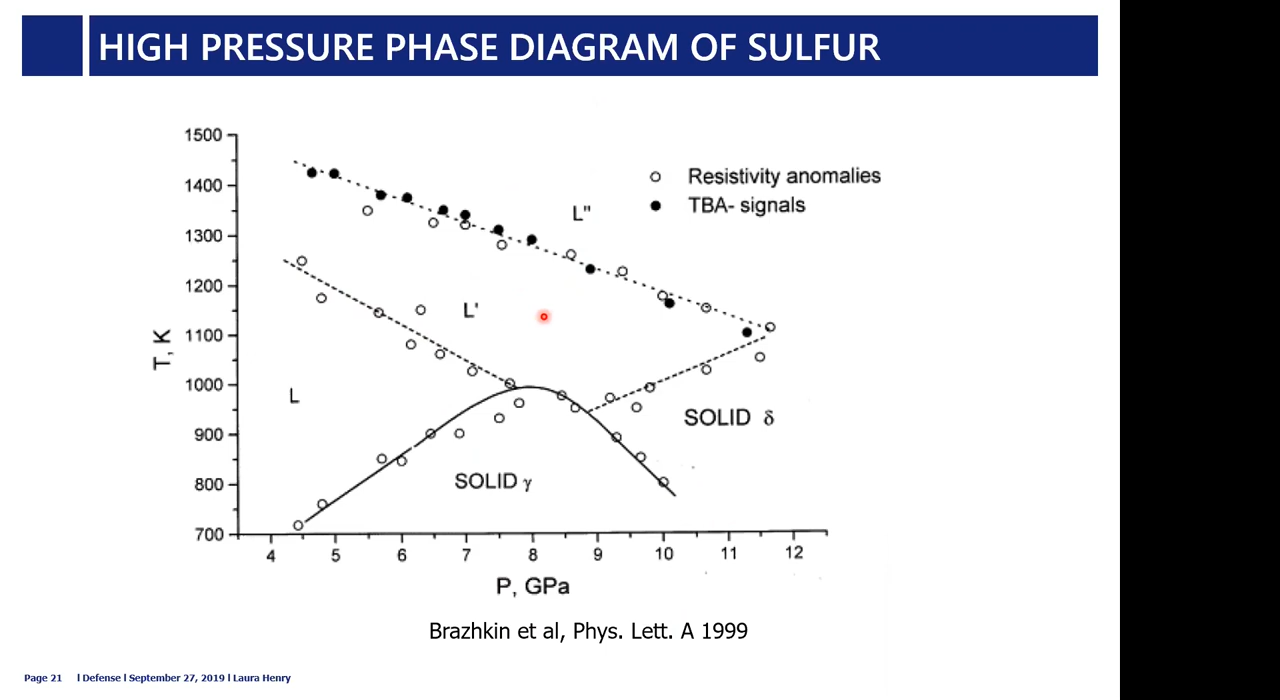 HIGH PRESSURE PHASE DIAGRAM OF SULFUR
1500
1400
1300
1200
1100
1000
900
800
700
T, K
Resistivity anomalies
TBA- signals
L"
L'
L
SOLID δ
SOLID γ
4 5 6 7 8 9 10 11 12
P, GPa
Brazhkin et al, Phys. Lett. A 1999
Page 21 l Defense l September 27, 2019 l Laura Henry